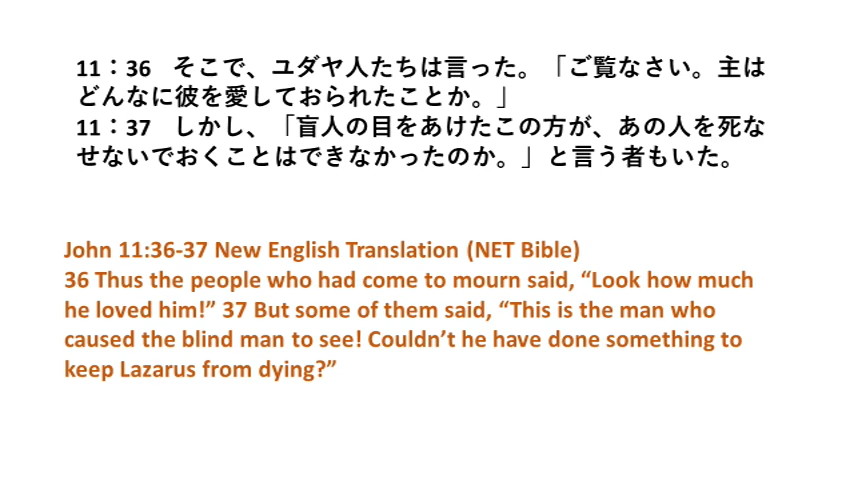 11：36　そこで、ユダヤ人たちは言った。「ご覧なさい。主は
どんなに彼を愛しておられたことか。」
11：37　しかし、「盲人の目をあけたこの方が、あの人を死な
せないでおくことはできなかったのか。」と言う者もいた。
John 11:36-37 New English Translation (NET Bible)
36 Thus the people who had come to mourn said, “Look how much
he loved him!” 37 But some of them said, “This is the man who
caused the blind man to see! Couldn’t he have done something to
keep Lazarus from dying?”